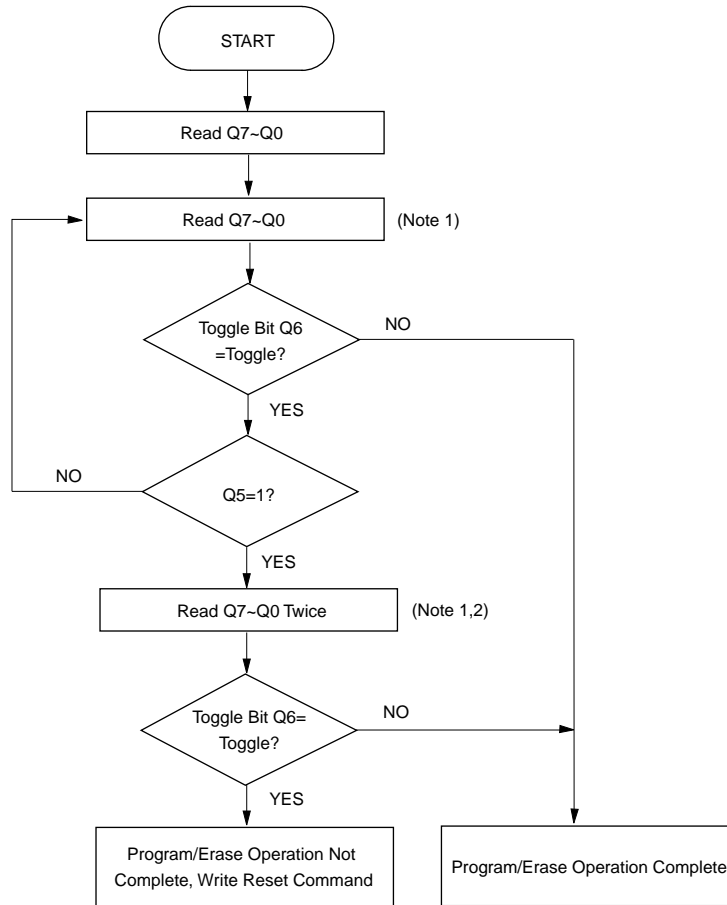 START
Read Q7~Q0
Read Q7~Q0
(Note 1)
Toggle Bit Q6
=Toggle?
NO
YES
NO
Q5=1?
YES
Read Q7~Q0 Twice
(Note 1,2)
Toggle Bit Q6=
Toggle?
NO
YES
Program/Erase Operation Not
Complete, Write Reset Command
Program/Erase Operation Complete